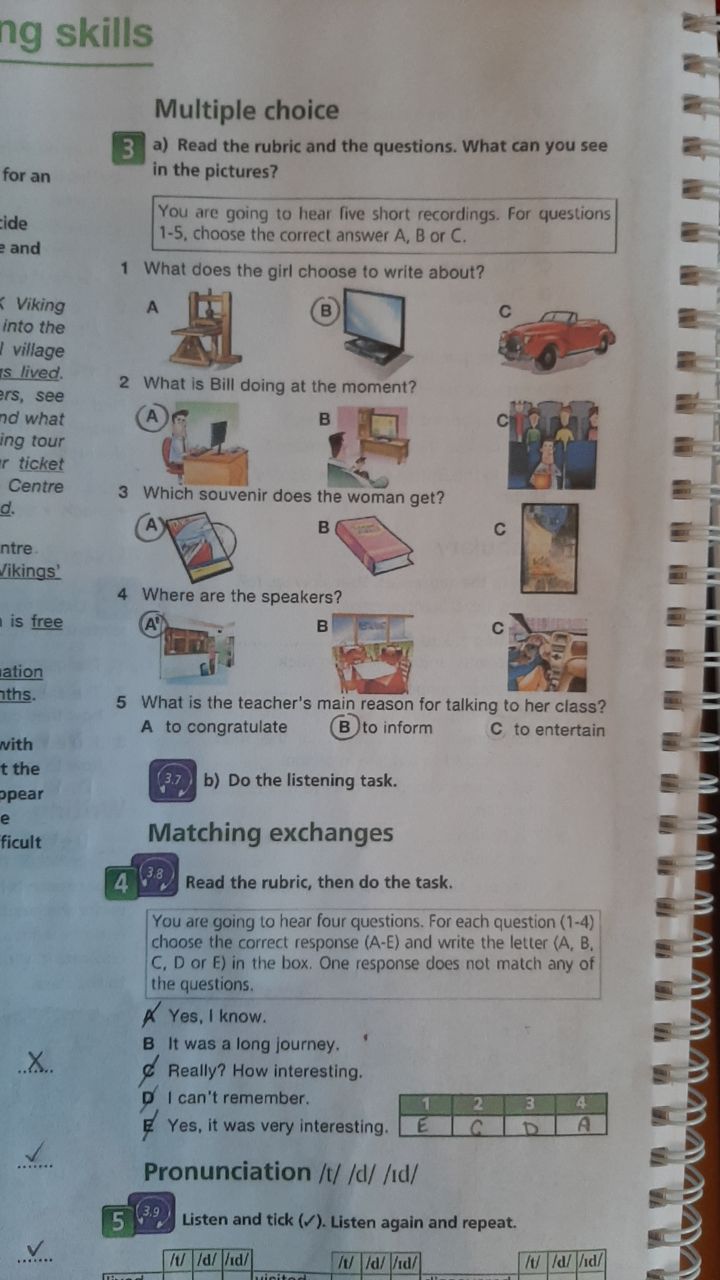 ng skills
for an
cide
e and
Viking
into the
village
s lived.
ers, see
nd what
ing tour
r ticket
Centre
d.
ntre.
Vikings'
is free
nation
nths.
with
t the
ppear
e
fficult
X
✓
✓
Multiple choice
3 a) Read the rubric and the questions. What can you see
in the pictures?
You are going to hear five short recordings. For questions
1-5, choose the correct answer A, B or C.
1 What does the girl choose to write about?
A B C
2 What is Bill doing at the moment?
A B C
3 Which souvenir does the woman get?
A B C
4 Where are the speakers?
A B C
5 What is the teacher's main reason for talking to her class?
A to congratulate B to inform C to entertain
3.7 b) Do the listening task.
Matching exchanges
4 3.8 Read the rubric, then do the task.
You are going to hear four questions. For each question (1-4)
choose the correct response (A-E) and write the letter (A, B,
C, D or E) in the box. One response does not match any of
the questions.
A Yes, I know.
B It was a long journey.
C Really? How interesting.
D I can't remember.
E Yes, it was very interesting.
1 2 3 4
E C D A
Pronunciation /t/ /d/ /ɪd/
5 3.9 Listen and tick (✓). Listen again and repeat.
/t/ /d/ /ɪd/ /t/ /d/ /ɪd/ /t/ /d/ /ɪd/